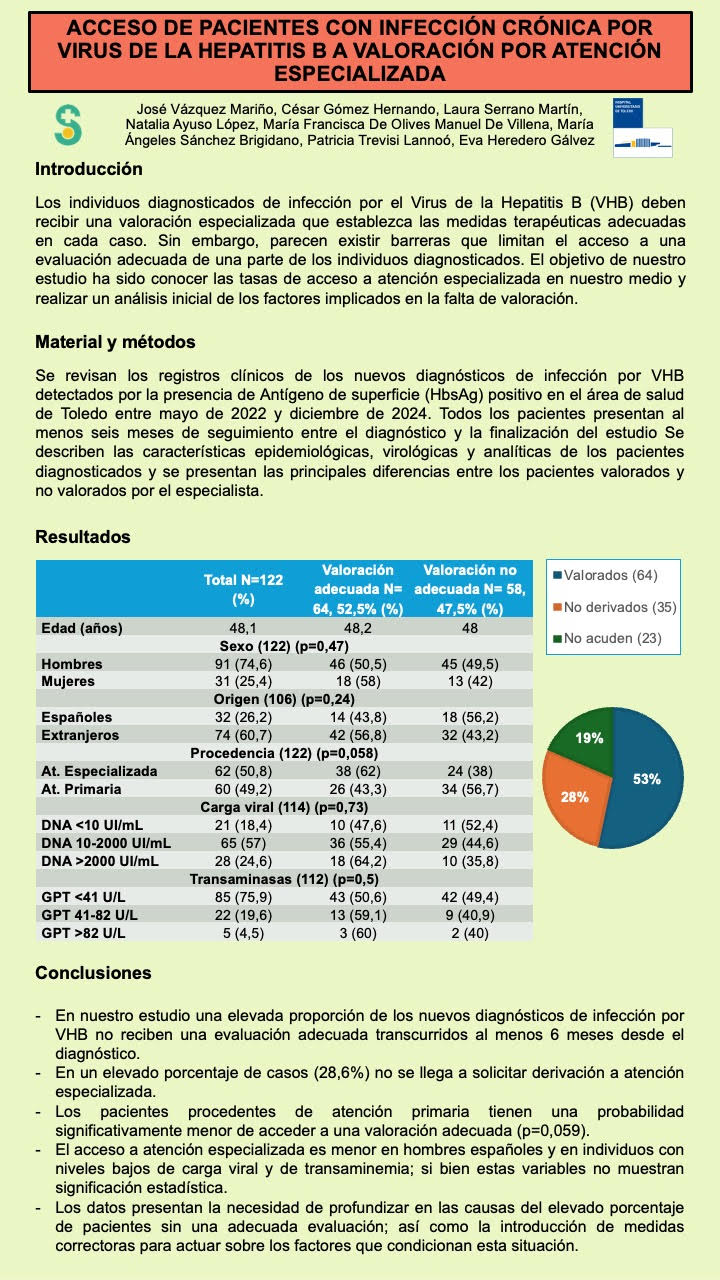 ACCESO DE PACIENTES CON INFECCIÓN CRÓNICA POR
VIRUS DE LA HEPATITIS B A VALORACIÓN POR ATENCIÓN
ESPECIALIZADA
José Vázquez Mariño, César Gómez Hernando, Laura Serrano Martín,
Natalia Ayuso López, María Francisca De Olives Manuel De Villena, María
Ángeles Sánchez Brigidano, Patricia Trevisi Lannoó, Eva Heredero Gálvez
HOSPITAL
UNIVERSITARIO
DE TOLEDO
Introducción
Los individuos diagnosticados de infección por el Virus de la Hepatitis B (VHB) deben
recibir una valoración especializada que establezca las medidas terapéuticas adecuadas
en cada caso. Sin embargo, parecen existir barreras que limitan el acceso a una
evaluación adecuada de una parte de los individuos diagnosticados. El objetivo de nuestro
estudio ha sido conocer las tasas de acceso a atención especializada en nuestro medio y
realizar un análisis inicial de los factores implicados en la falta de valoración.
Material y métodos
Se revisan los registros clínicos de los nuevos diagnósticos de infección por VHB
detectados por la presencia de Antígeno de superficie (HbsAg) positivo en el área de salud
de Toledo entre mayo de 2022 y diciembre de 2024. Todos los pacientes presentan al
menos seis meses de seguimiento entre el diagnóstico y la finalización del estudio Se
describen las características epidemiológicas, virológicas y analíticas de los pacientes
diagnosticados y se presentan las principales diferencias entre los pacientes valorados y
no valorados por el especialista.
Resultados
Total N=122 (%) Valoración adecuada N= 64, 52,5% (%) Valoración no adecuada N= 58, 47,5% (%)
Edad (años) 48,1 48,2 48
Sexo (122) (p=0,47)
Hombres 91 (74,6) 46 (50,5) 45 (49,5)
Mujeres 31 (25,4) 18 (58) 13 (42)
Origen (106) (p=0,24)
Españoles 32 (26,2) 14 (43,8) 18 (56,2)
Extranjeros 74 (60,7) 42 (56,8) 32 (43,2)
Procedencia (122) (p=0,058)
At. Especializada 62 (50,8) 38 (62) 24 (38)
At. Primaria 60 (49,2) 26 (43,3) 34 (56,7)
Carga viral (114) (p=0,73)
DNA <10 UI/mL 21 (18,4) 10 (47,6) 11 (52,4)
DNA 10-2000 UI/mL 65 (57) 36 (55,4) 29 (44,6)
DNA >2000 UI/mL 28 (24,6) 18 (64,2) 10 (35,8)
Transaminasas (112) (p=0,5)
GPT <41 U/L 85 (75,9) 43 (50,6) 42 (49,4)
GPT 41-82 U/L 22 (19,6) 13 (59,1) 9 (40,9)
GPT >82 U/L 5 (4,5) 3 (60) 2 (40)
Valorados (64)
No derivados (35)
No acuden (23)
19%
53%
28%
Conclusiones
- En nuestro estudio una elevada proporción de los nuevos diagnósticos de infección por
VHB no reciben una evaluación adecuada transcurridos al menos 6 meses desde el
diagnóstico.
- En un elevado porcentaje de casos (28,6%) no se llega a solicitar derivación a atención
especializada.
- Los pacientes procedentes de atención primaria tienen una probabilidad
significativamente menor de acceder a una valoración adecuada (p=0,059).
- El acceso a atención especializada es menor en hombres españoles y en individuos con
niveles bajos de carga viral y de transaminemia; si bien estas variables no muestran
significación estadística.
- Los datos presentan la necesidad de profundizar en las causas del elevado porcentaje
de pacientes sin una adecuada evaluación; así como la introducción de medidas
correctoras para actuar sobre los factores que condicionan esta situación.